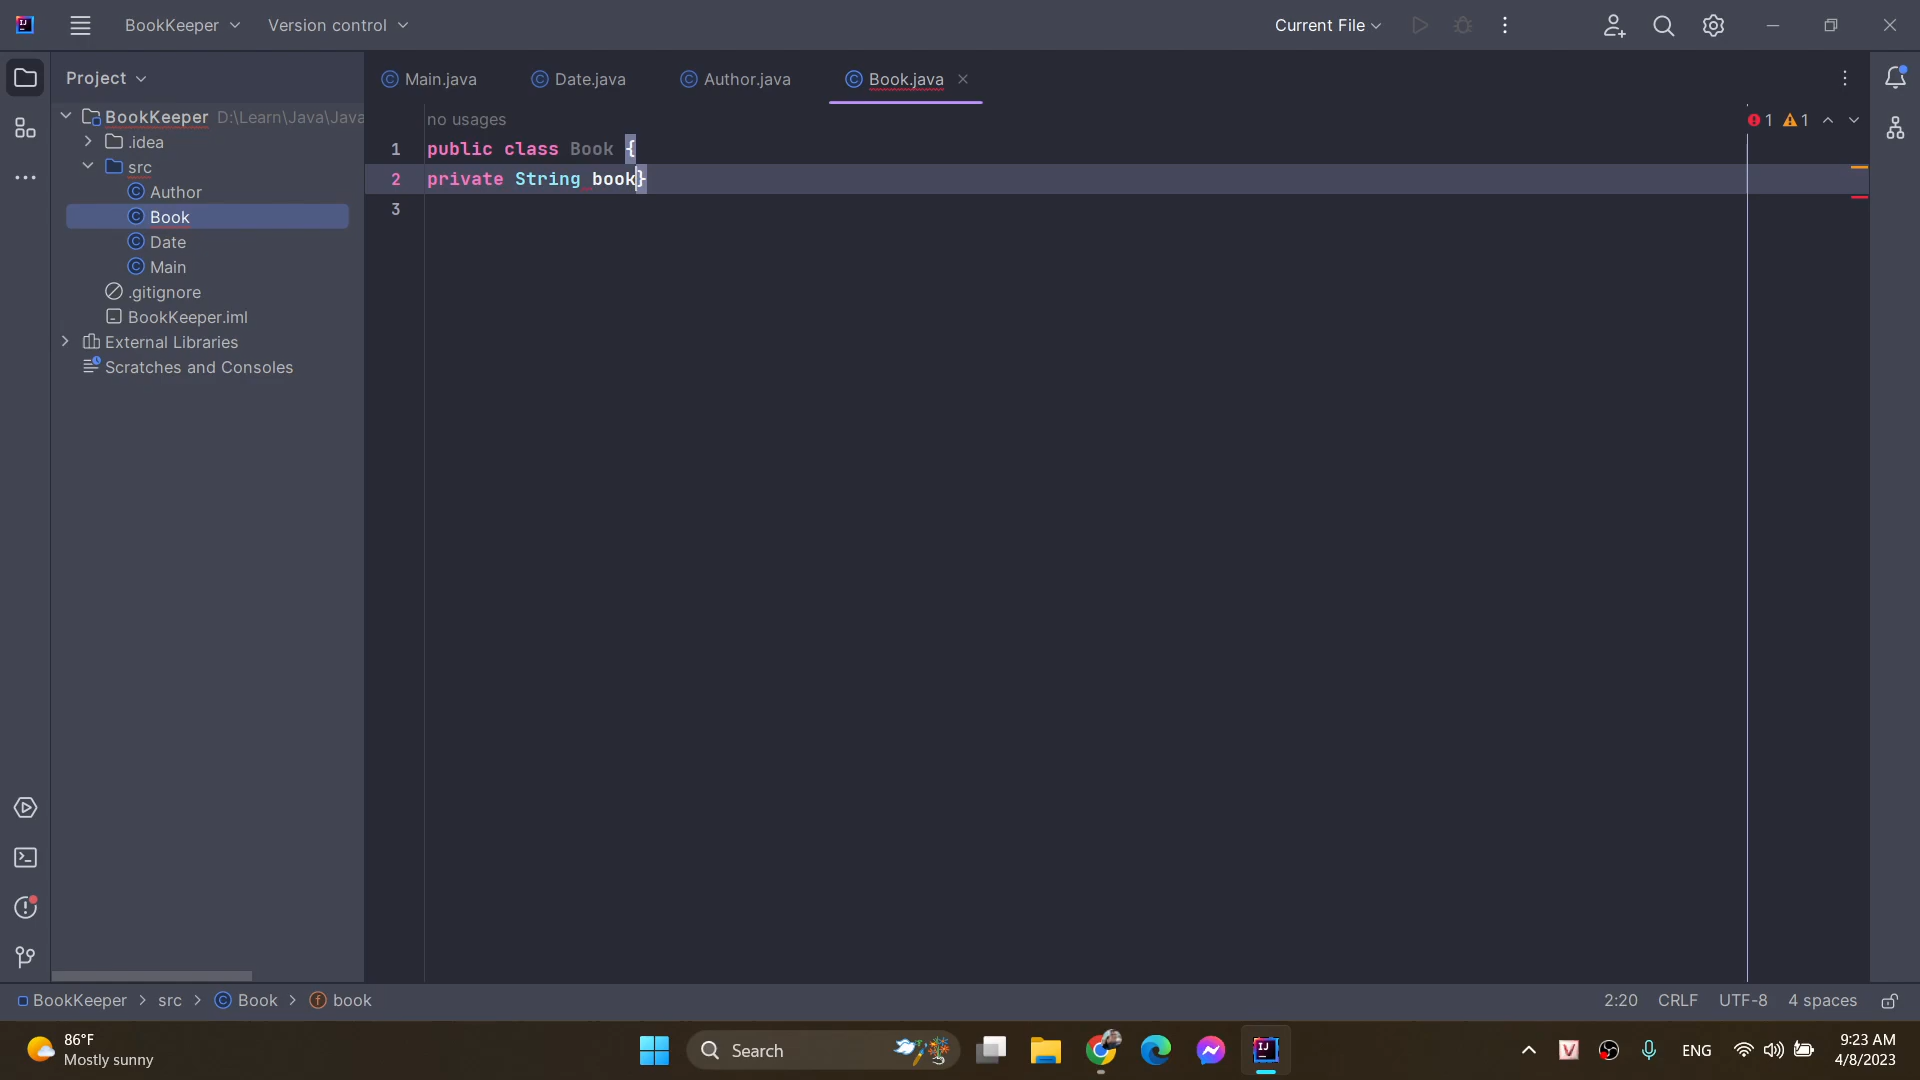 BookKeeper
Version control
Current File
Project
Main.java
Date.java
Author.java
Book.java
BookKeeper D:\Learn\Java\Java
.idea
src
Author
Book
Date
Main
.gitignore
BookKeeper.iml
External Libraries
Scratches and Consoles
no usages
1 public class Book {
2 private String book}
3
1 1
BookKeeper > src > Book > book
2:20 CRLF UTF-8 4 spaces
86°F
Mostly sunny
Search
ENG
9:23 AM
4/8/2023